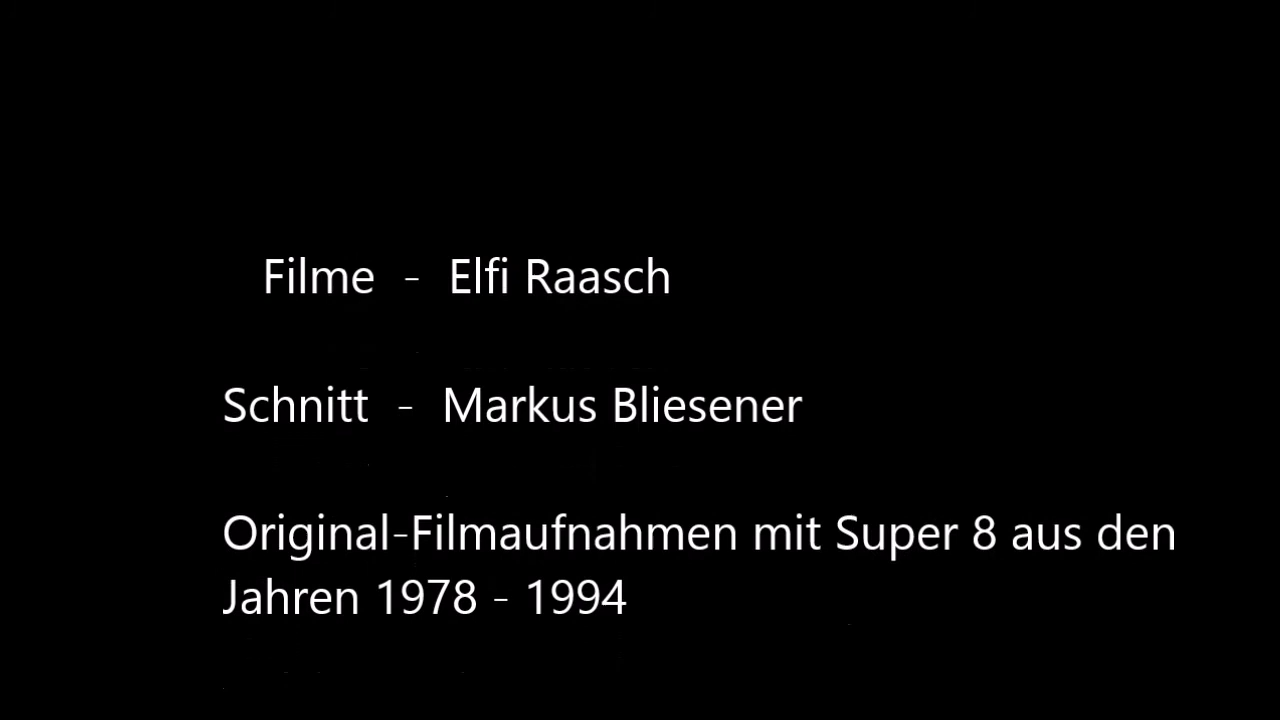 Filme - Elfi Raasch
Schnitt - Markus Bliesener
Original-Filmaufnahmen mit Super 8 aus den
Jahren 1978 - 1994